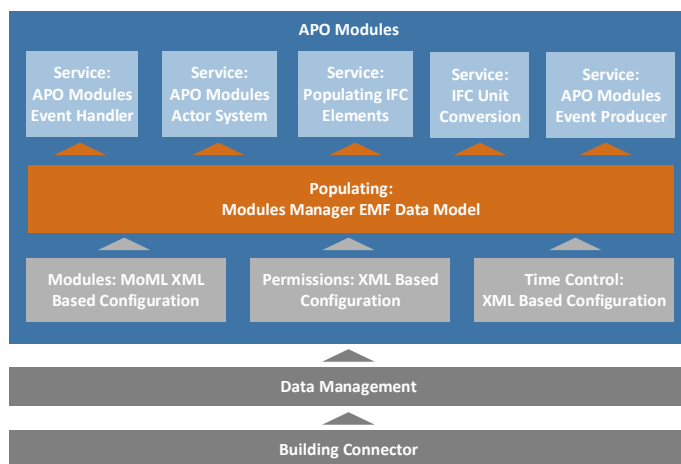 APO Modules
Service:
APO Modules
Event Handler
Service:
APO Modules
Actor System
Service:
Populating IFC
Elements
Service:
IFC Unit
Conversion
Service:
APO Modules
Event Producer
Populating:
Modules Manager EMF Data Model
Modules: MoML XML
Based Configuration
Permissions: XML Based
Configuration
Time Control:
XML Based Configuration
Data Management
Building Connector